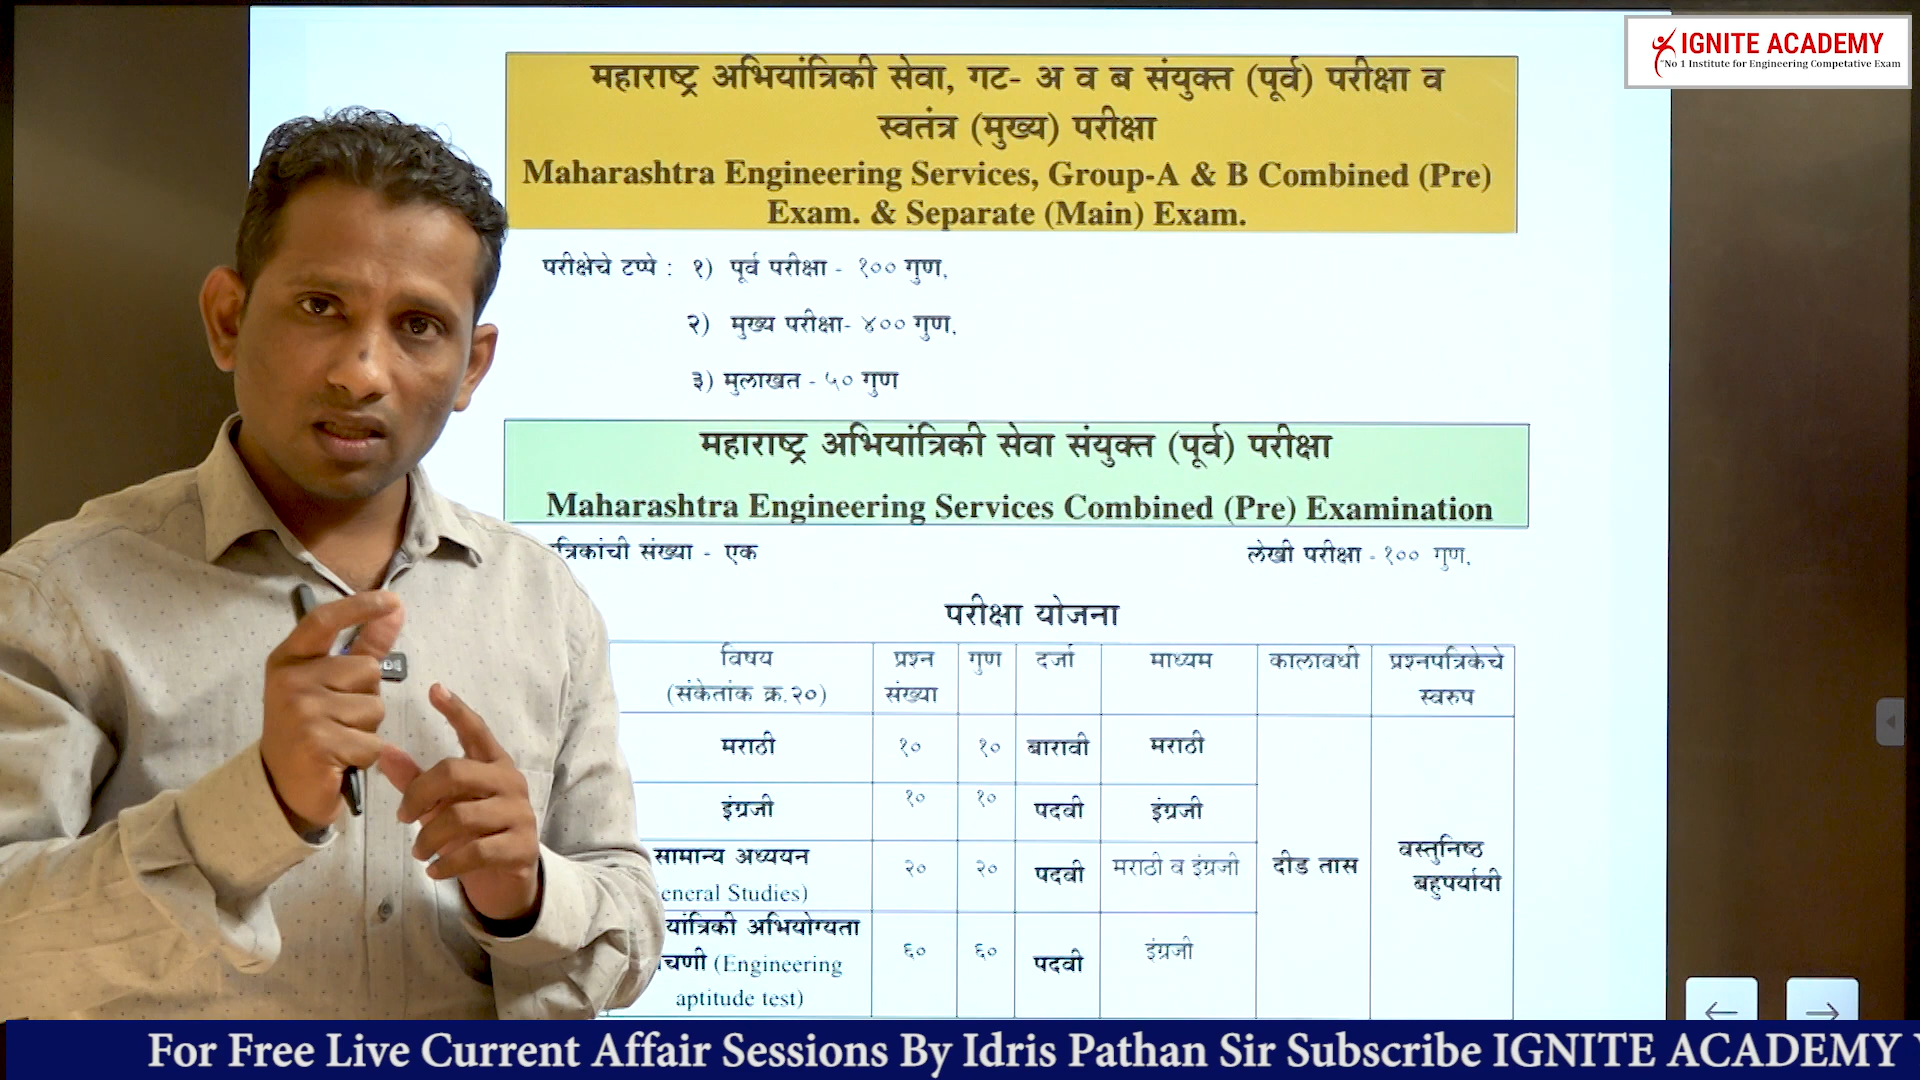 IGNITE ACADEMY
"No 1 Institute for Engineering Competative Exam
महाराष्ट्र अभियांत्रिकी सेवा, गट- अ व ब संयुक्त (पूर्व) परीक्षा व
स्वतंत्र (मुख्य) परीक्षा
Maharashtra Engineering Services, Group-A & B Combined (Pre)
Exam. & Separate (Main) Exam.
परीक्षेचे टप्पे : १) पूर्व परीक्षा - १०० गुण,
२) मुख्य परीक्षा- ४०० गुण,
३) मुलाखत - ५० गुण
महाराष्ट्र अभियांत्रिकी सेवा संयुक्त (पूर्व) परीक्षा
Maharashtra Engineering Services Combined (Pre) Examination
संख्या - एक लेखी परीक्षा - १०० गुण,
परीक्षा योजना
विषय प्रश्न गुण दर्जा माध्यम कालावधी प्रश्नपत्रिकेचे
(संकेतांक क्र.२०) संख्या स्वरुप
मराठी १० १० बारावी मराठी
इंग्रजी १० १० पदवी इंग्रजी
सामान्य अध्ययन २० २० पदवी मराठी व इंग्रजी दीड तास वस्तुनिष्ठ
Studies) बहुपर्यायी
अभियोग्यता ६० ६० पदवी इंग्रजी
(Engineering
aptitude test)
For Free Live Current Affair Sessions By Idris Pathan Sir Subscribe IGNITE ACADEMY